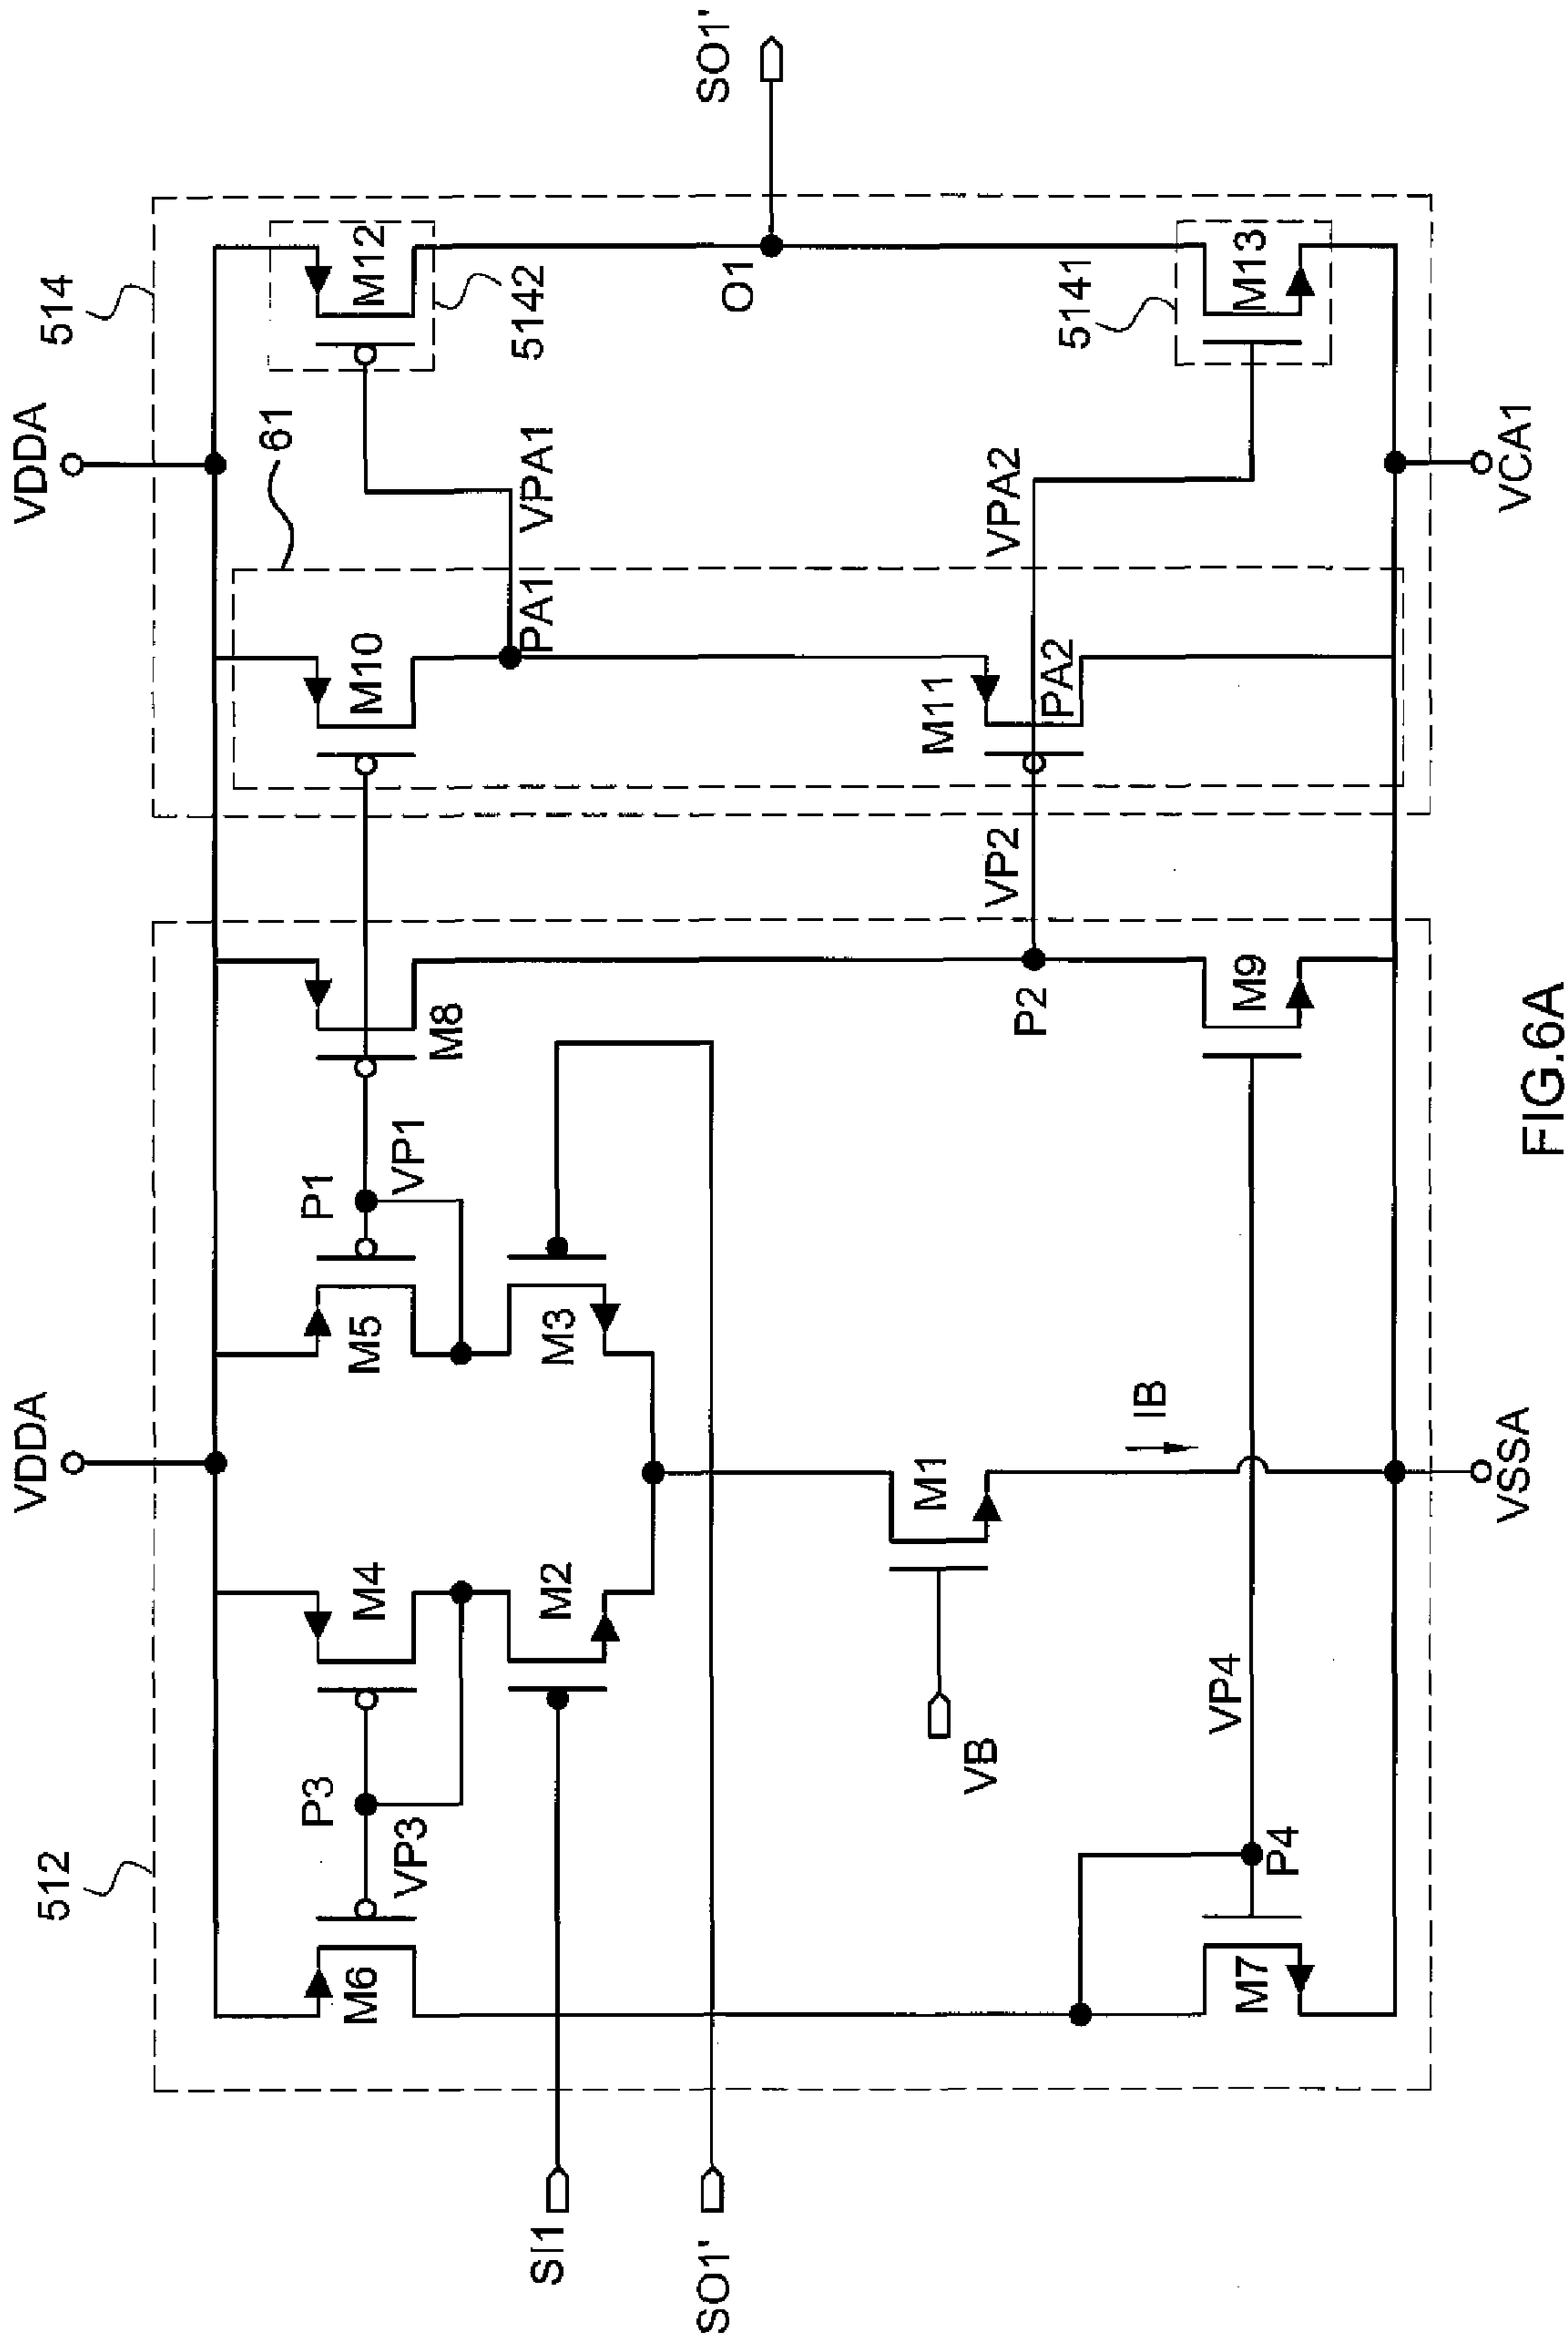 VDDA
VDDA
512
514
M6
P3
VP3
M4
P1
M5
VP1
M8
M10
61
M12
5142
M2
M3
PA1
VPA1
O1
SO1'
SI1
SO1'
VB
M1
IB
P2
VP2
M11
PA2
VPA2
5141
M7
P4
VP4
M9
M13
VSSA
VCA1
FIG.6A